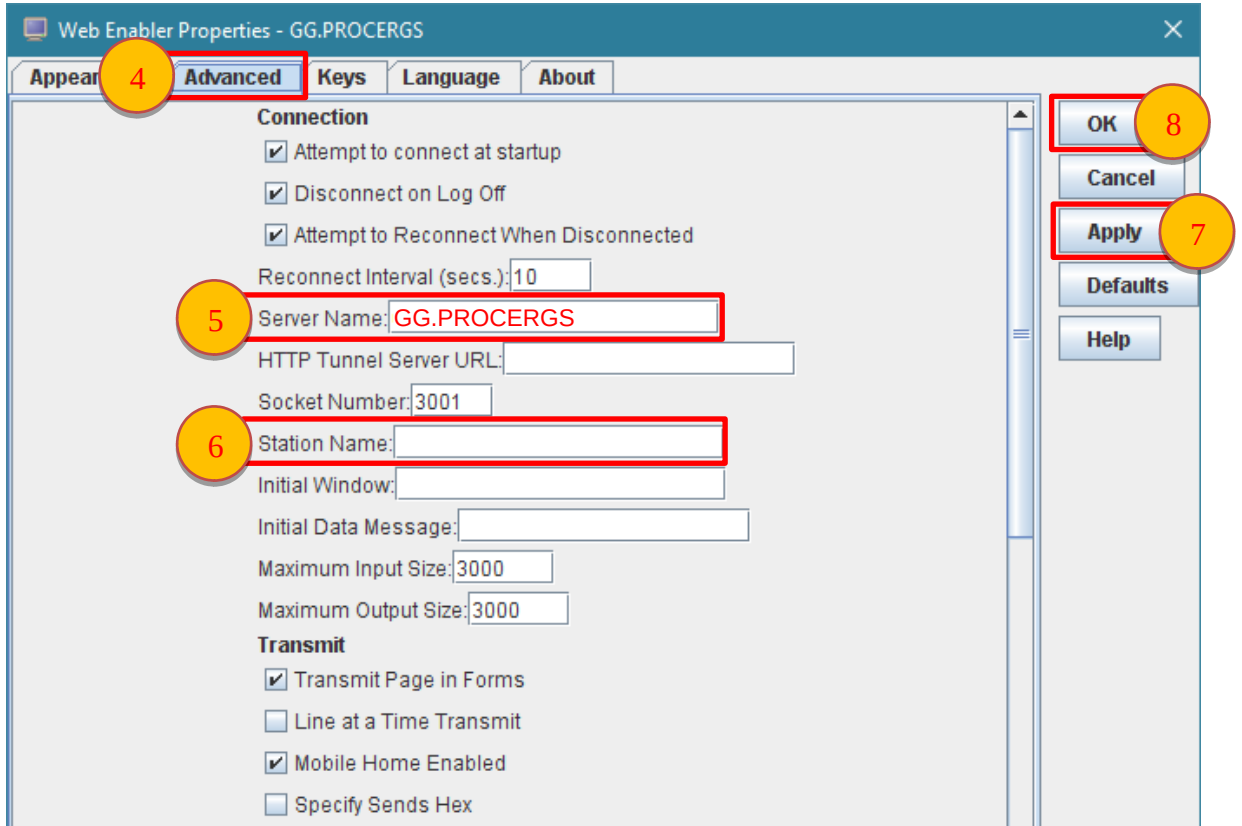 Web Enabler Properties - GG.PROCERGS
Appear 4 Advanced Keys Language About
Connection
Attempt to connect at startup
Disconnect on Log Off
Attempt to Reconnect When Disconnected
Reconnect Interval (secs.): 10
5 Server Name: GG.PROCERGS
HTTP Tunnel Server URL:
Socket Number: 3001
6 Station Name:
Initial Window:
Initial Data Message:
Maximum Input Size: 3000
Maximum Output Size: 3000
Transmit
Transmit Page in Forms
Line at a Time Transmit
Mobile Home Enabled
Specify Sends Hex
OK 8
Cancel
Apply 7
Defaults
Help